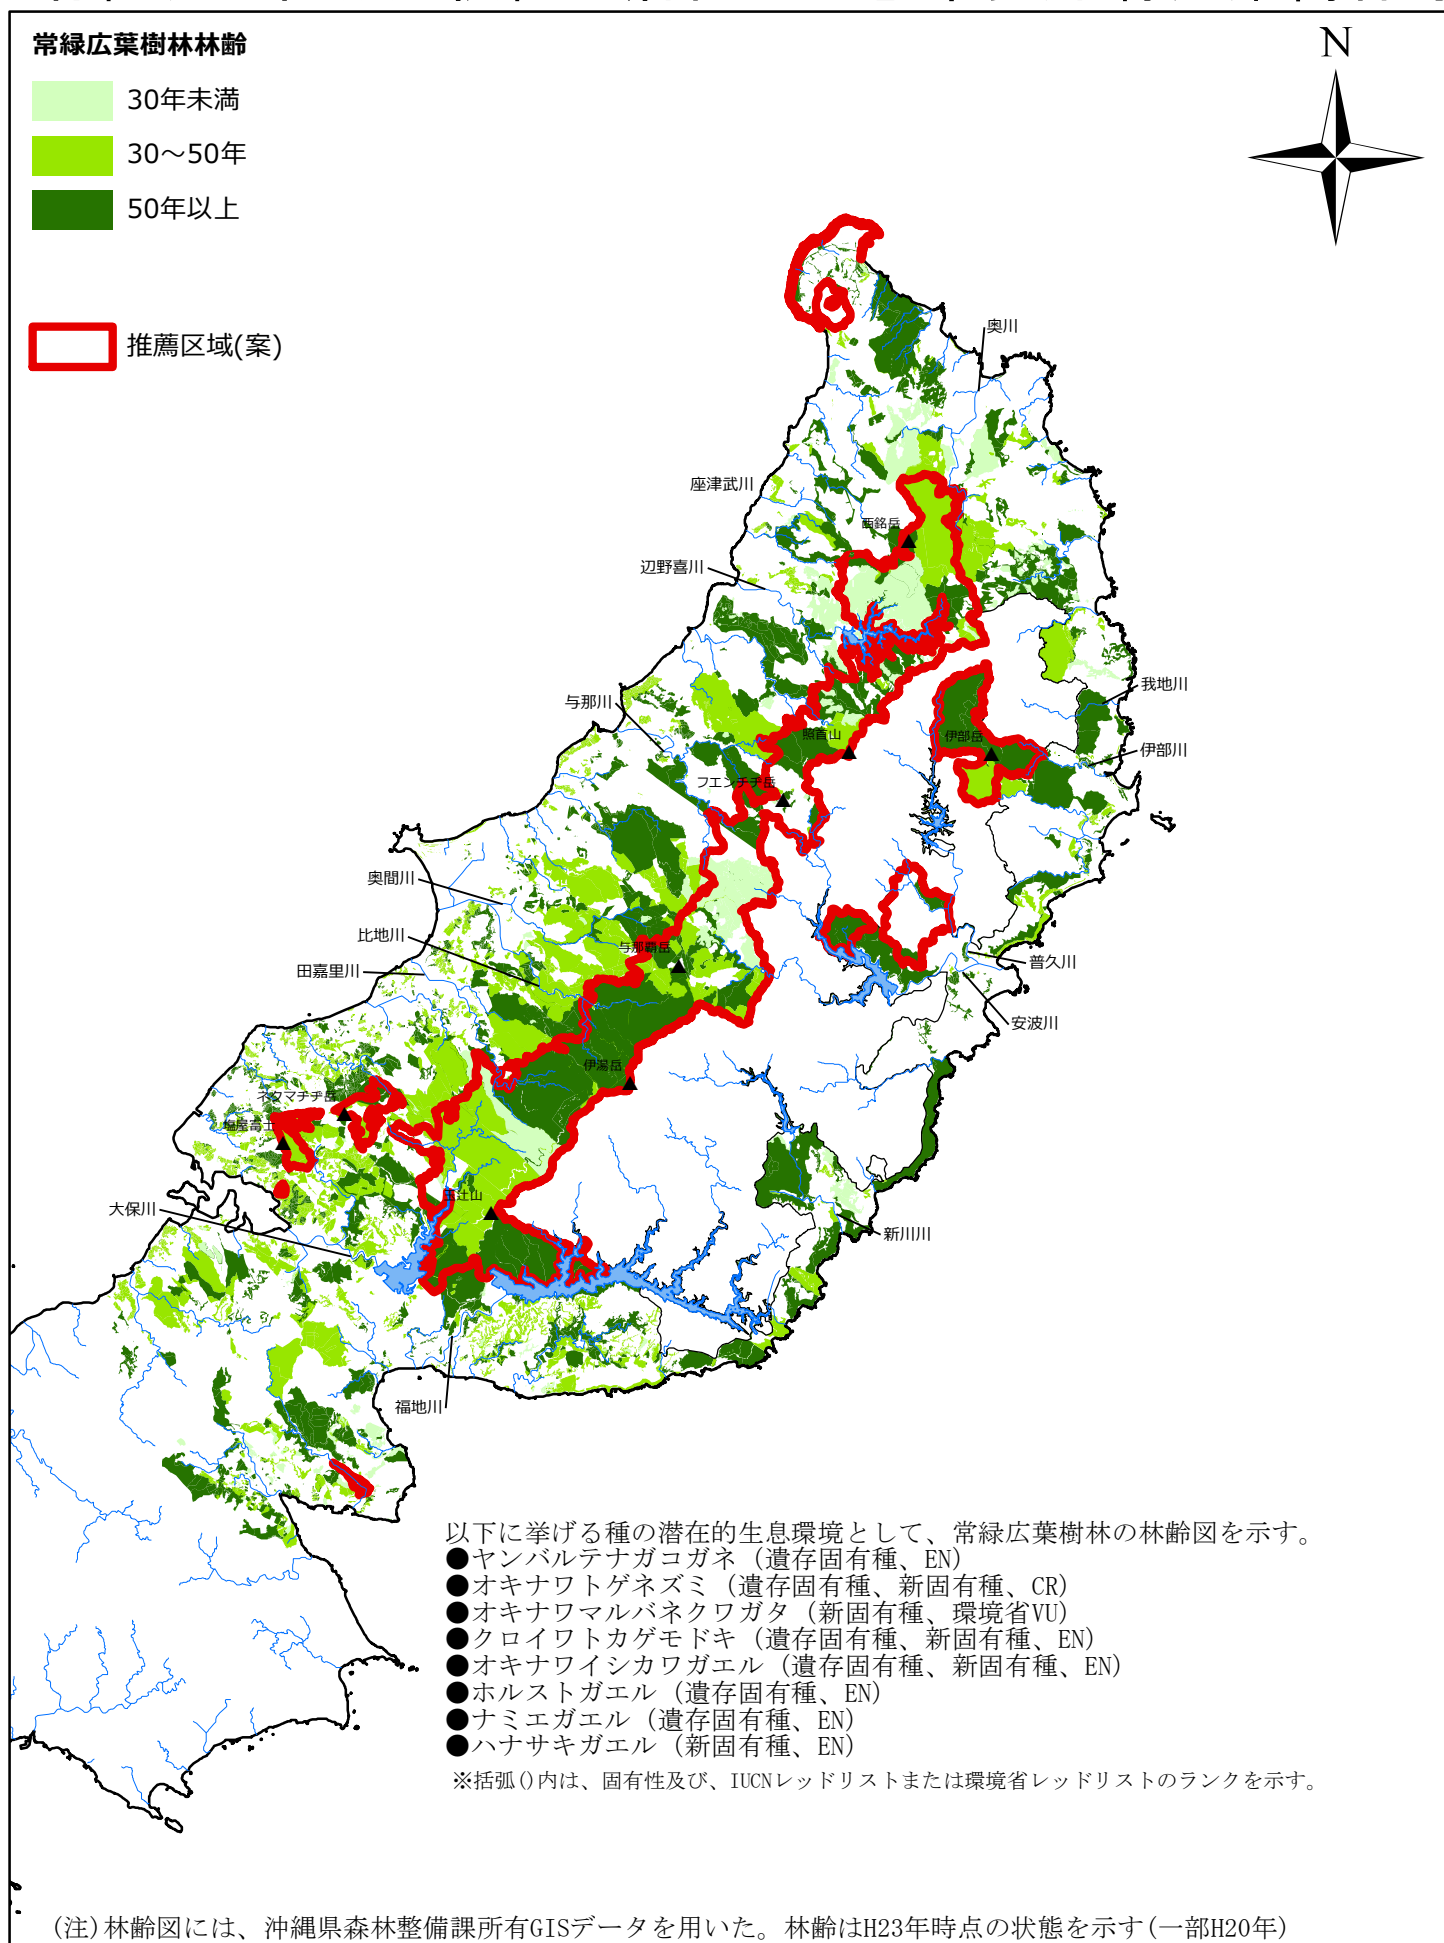 常緑広葉樹林林齢
30年未満
30～50年
50年以上
推薦区域(案)
N
奥川
座津武川
西銘岳
辺野喜川
我地川
与那川
照首山
伊部岳
伊部川
フエンチヂ岳
奥間川
比地川
与那覇岳
田嘉里川
普久川
安波川
伊湯岳
ネクマチヂ岳
塩屋富士
玉辻山
大保川
新川川
福地川
以下に挙げる種の潜在的生息環境として、常緑広葉樹林の林齢図を示す。
●ヤンバルテナガコガネ（遺存固有種、EN）
●オキナワトゲネズミ（遺存固有種、新固有種、CR）
●オキナワマルバネクワガタ（新固有種、環境省VU）
●クロイワトカゲモドキ（遺存固有種、新固有種、EN）
●オキナワイシカワガエル（遺存固有種、新固有種、EN）
●ホルストガエル（遺存固有種、EN）
●ナミエガエル（遺存固有種、EN）
●ハナサキガエル（新固有種、EN）
※括弧()内は、固有性及び、IUCNレッドリストまたは環境省レッドリストのランクを示す。
(注)林齢図には、沖縄県森林整備課所有GISデータを用いた。林齢はH23年時点の状態を示す(一部H20年)